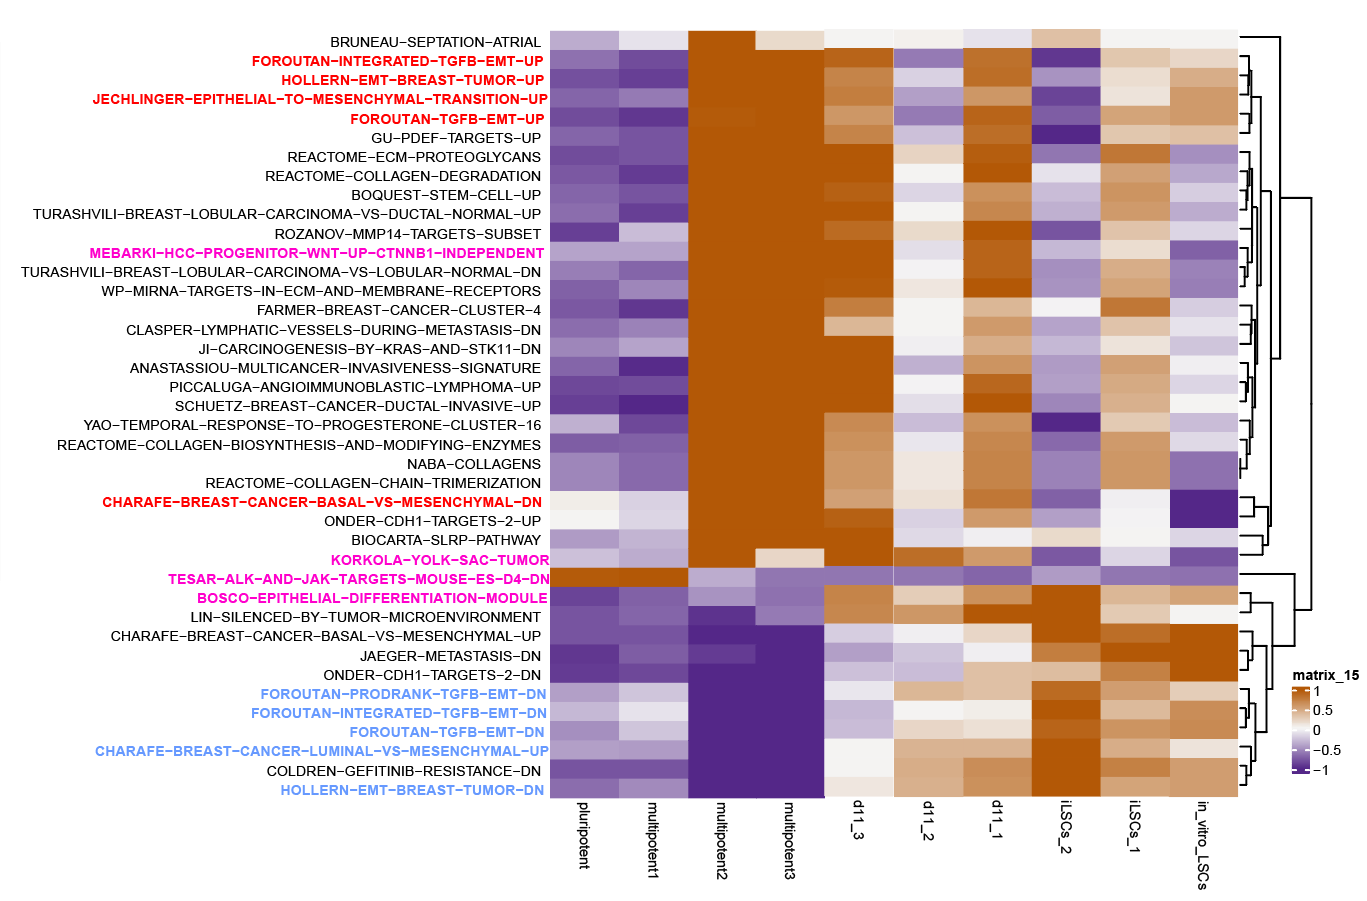 BRUNEAU−SEPTATION−ATRIAL
FOROUTAN−INTEGRATED−TGFB−EMT−UP
HOLLERN−EMT−BREAST−TUMOR−UP
JECHLINGER−EPITHELIAL−TO−MESENCHYMAL−TRANSITION−UP
FOROUTAN−TGFB−EMT−UP
GU−PDEF−TARGETS−UP
REACTOME−ECM−PROTEOGLYCANS
REACTOME−COLLAGEN−DEGRADATION
BOQUEST−STEM−CELL−UP
TURASHVILI−BREAST−LOBULAR−CARCINOMA−VS−DUCTAL−NORMAL−UP
ROZANOV−MMP14−TARGETS−SUBSET
MEBARKI−HCC−PROGENITOR−WNT−UP−CTNNB1−INDEPENDENT
TURASHVILI−BREAST−LOBULAR−CARCINOMA−VS−LOBULAR−NORMAL−DN
WP−MIRNA−TARGETS−IN−ECM−AND−MEMBRANE−RECEPTORS
FARMER−BREAST−CANCER−CLUSTER−4
CLASPER−LYMPHATIC−VESSELS−DURING−METASTASIS−DN
JI−CARCINOGENESIS−BY−KRAS−AND−STK11−DN
ANASTASSIOU−MULTICANCER−INVASIVENESS−SIGNATURE
PICCALUGA−ANGIOIMMUNOBLASTIC−LYMPHOMA−UP
SCHUETZ−BREAST−CANCER−DUCTAL−INVASIVE−UP
YAO−TEMPORAL−RESPONSE−TO−PROGESTERONE−CLUSTER−16
REACTOME−COLLAGEN−BIOSYNTHESIS−AND−MODIFYING−ENZYMES
NABA−COLLAGENS
REACTOME−COLLAGEN−CHAIN−TRIMERIZATION
CHARAFE−BREAST−CANCER−BASAL−VS−MESENCHYMAL−DN
ONDER−CDH1−TARGETS−2−UP
BIOCARTA−SLRP−PATHWAY
KORKOLA−YOLK−SAC−TUMOR
TESAR−ALK−AND−JAK−TARGETS−MOUSE−ES−D4−DN
BOSCO−EPITHELIAL−DIFFERENTIATION−MODULE
LIN−SILENCED−BY−TUMOR−MICROENVIRONMENT
CHARAFE−BREAST−CANCER−BASAL−VS−MESENCHYMAL−UP
JAEGER−METASTASIS−DN
ONDER−CDH1−TARGETS−2−DN
FOROUTAN−PRODRANK−TGFB−EMT−DN
FOROUTAN−INTEGRATED−TGFB−EMT−DN
FOROUTAN−TGFB−EMT−DN
CHARAFE−BREAST−CANCER−LUMINAL−VS−MESENCHYMAL−UP
COLDREN−GEFITINIB−RESISTANCE−DN
HOLLERN−EMT−BREAST−TUMOR−DN
pluripotent
multipotent1
multipotent2
multipotent3
d11_3
d11_2
d11_1
iLSCs_2
iLSCs_1
in_vitro_LSCs
matrix_15
1
0.5
0
−0.5
−1